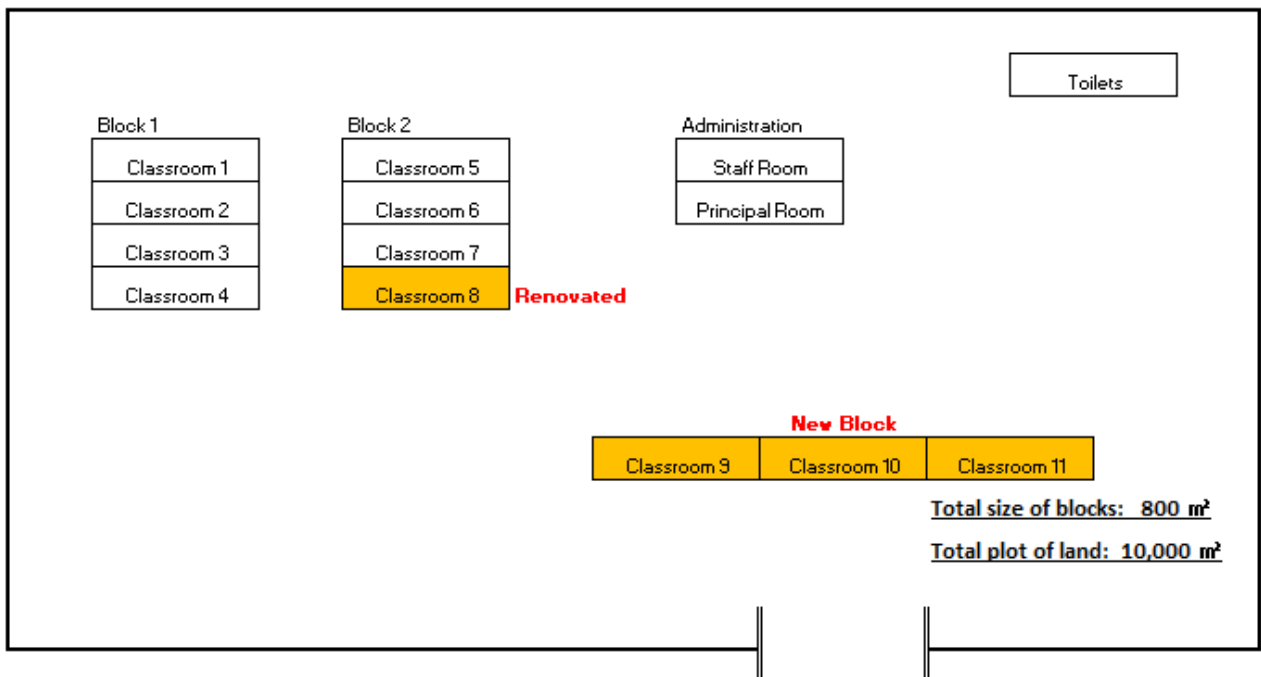 Toilets
Block 1
Block 2
Administration
Classroom 1
Classroom 5
Staff Room
Classroom 2
Classroom 6
Principal Room
Classroom 3
Classroom 7
Classroom 4
Classroom 8
Renovated
New Block
Classroom 9
Classroom 10
Classroom 11
Total size of blocks: 800 m²
Total plot of land: 10,000 m²